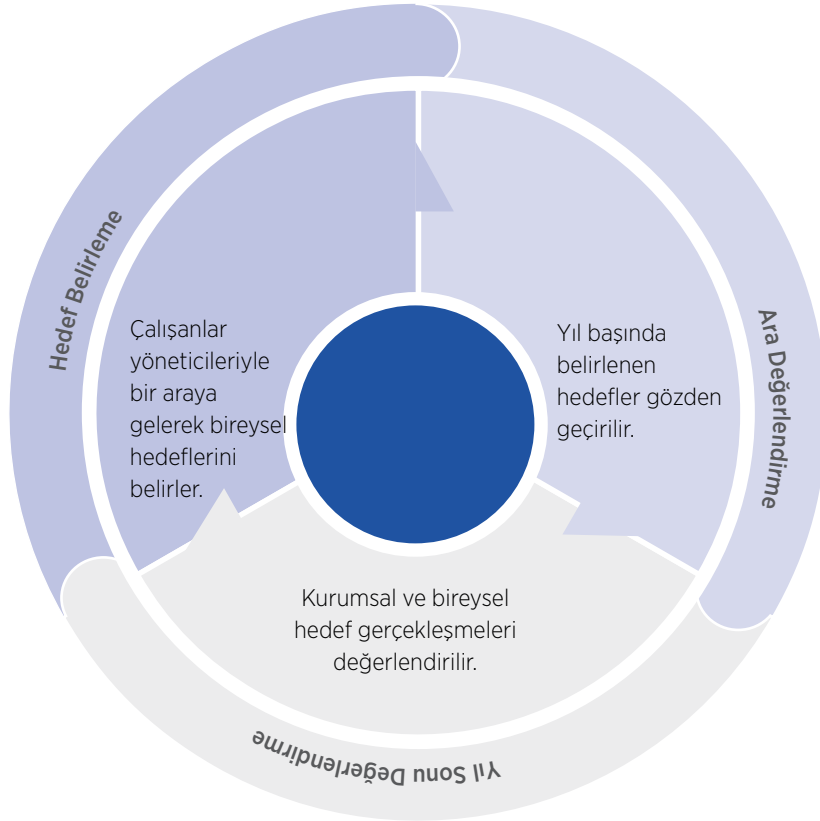 Hedef Belirleme
Çalışanlar
yöneticileriyle
bir araya
gelerek bireysel
hedeflerini
belirler.
Ara Değerlendirme
Yıl başında
belirlenen
hedefler gözden
geçirilir.
Yıl Sonu Değerlendirme
Kurumsal ve bireysel
hedef gerçekleşmeleri
değerlendirilir.